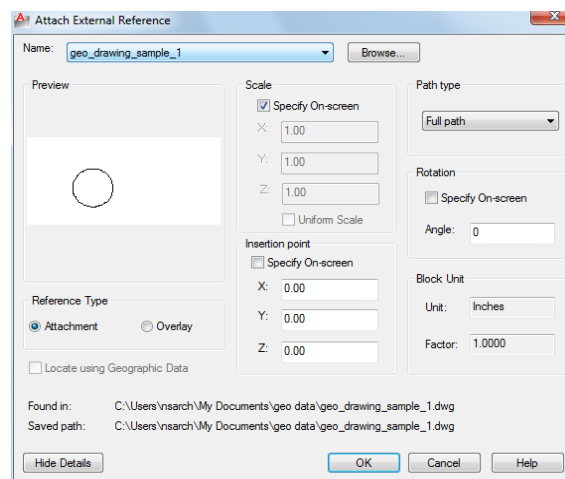 Attach External Reference
Name: geo_drawing_sample_1 Browse...
Preview
Scale
Specify On-screen
X: 1.00
Y: 1.00
Z: 1.00
Uniform Scale
Path type
Full path
Rotation
Specify On-screen
Angle: 0
Insertion point
Specify On-screen
X: 0.00
Y: 0.00
Z: 0.00
Block Unit
Unit: Inches
Factor: 1.0000
Reference Type
Attachment Overlay
Locate using Geographic Data
Found in: C:\Users\nsarch\My Documents\geo data\geo_drawing_sample_1.dwg
Saved path: C:\Users\nsarch\My Documents\geo data\geo_drawing_sample_1.dwg
Hide Details OK Cancel Help